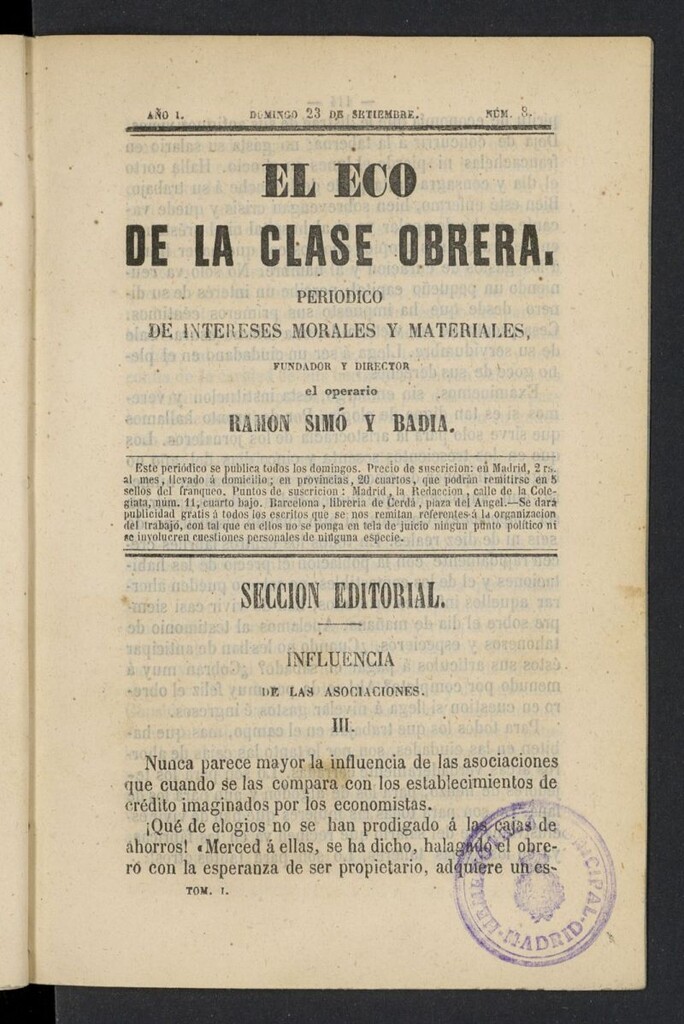 AÑO 1. DOMINGO 23 DE SETIEMBRE. NÚM. 8.
EL ECO
DE LA CLASE OBRERA.
PERIODICO
DE INTERESES MORALES Y MATERIALES,
FUNDADOR Y DIRECTOR
el operario
RAMON SIMÓ Y BADIA.
Este periódico se publica todos los domingos. Precio de suscricion: en Madrid, 2 rs.
al mes, llevado á domicilio; en provincias, 20 cuartos, que podrán remitirse en 5
sellos del franqueo. Puntos de suscricion: Madrid, la Redaccion, calle de la Cole-
giata, núm. 11, cuarto bajo. Barcelona, libreria de Cerdá, plaza del Angel.—Se dará
publicidad gratis á todos los escritos que se nos remitan referentes á la organizacion
del trabajo, con tal que en ellos no se ponga en tela de juicio ningun punto político ni
se involucren cuestiones personales de ninguna especie.
SECCION EDITORIAL.
INFLUENCIA
DE LAS ASOCIACIONES.
III.
Nunca parece mayor la influencia de las asociaciones
que cuando se las compara con los establecimientos de
crédito imaginados por los economistas.
¡Qué de elogios no se han prodigado á las cajas de
ahorros! «Merced á ellas, se ha dicho, halagado el obre-
ro con la esperanza de ser propietario, adquiere un es-
TOM. I.
HEMEROTECA MUNICIPAL
·MADRID·